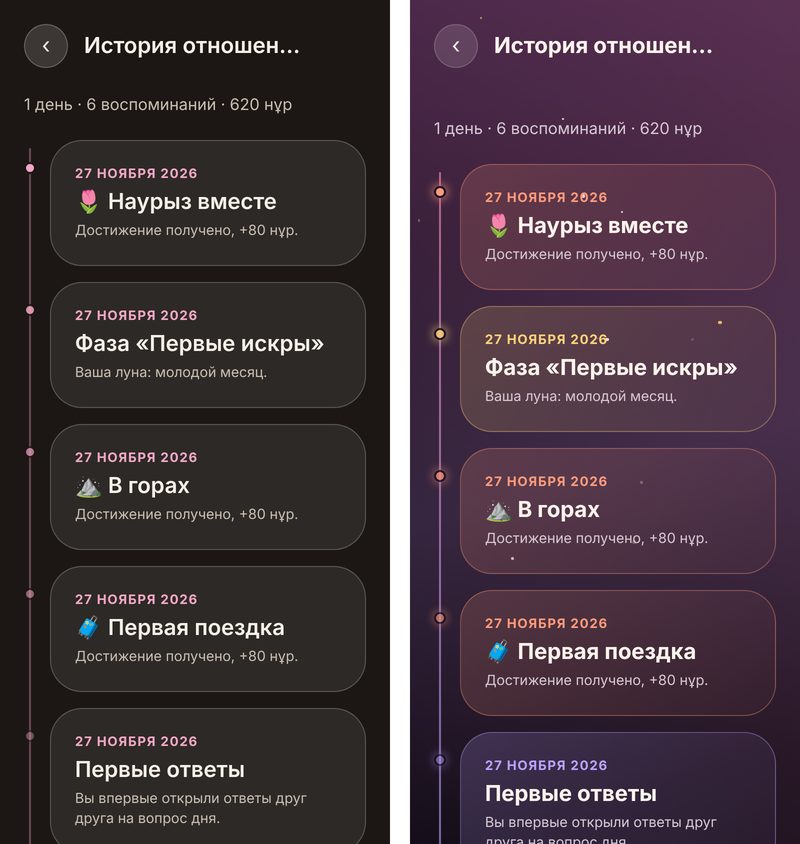 ‹ История отношен...
1 день · 6 воспоминаний · 620 нұр
27 НОЯБРЯ 2026
🌷 Наурыз вместе
Достижение получено, +80 нұр.
27 НОЯБРЯ 2026
Фаза «Первые искры»
Ваша луна: молодой месяц.
27 НОЯБРЯ 2026
⛰️ В горах
Достижение получено, +80 нұр.
27 НОЯБРЯ 2026
🧳 Первая поездка
Достижение получено, +80 нұр.
27 НОЯБРЯ 2026
Первые ответы
Вы впервые открыли ответы друг
друга на вопрос дня.
‹ История отношен...
1 день · 6 воспоминаний · 620 нұр
27 НОЯБРЯ 2026
🌷 Наурыз вместе
Достижение получено, +80 нұр.
27 НОЯБРЯ 2026
Фаза «Первые искры»
Ваша луна: молодой месяц.
27 НОЯБРЯ 2026
⛰️ В горах
Достижение получено, +80 нұр.
27 НОЯБРЯ 2026
🧳 Первая поездка
Достижение получено, +80 нұр.
27 НОЯБРЯ 2026
Первые ответы
Вы впервые открыли ответы друг
друга на вопрос дня.